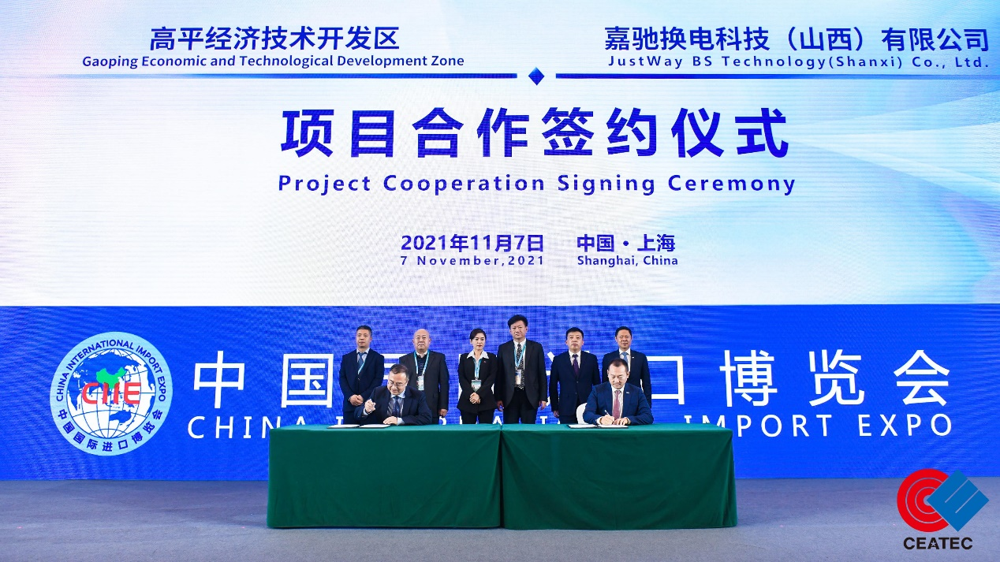 高平经济技术开发区
Gaoping Economic and Technological Development Zone
嘉驰换电科技（山西）有限公司
JustWay BS Technology(Shanxi) Co., Ltd.
项目合作签约仪式
Project Cooperation Signing Ceremony
2021年11月7日 中国·上海
7 November,2021 Shanghai, China
CHINA INTERNATIONAL IMPORT EXPO
CIIE
中国国际进口博览会
中国 口博览会
CHINA IMPORT EXPO
CEATEC